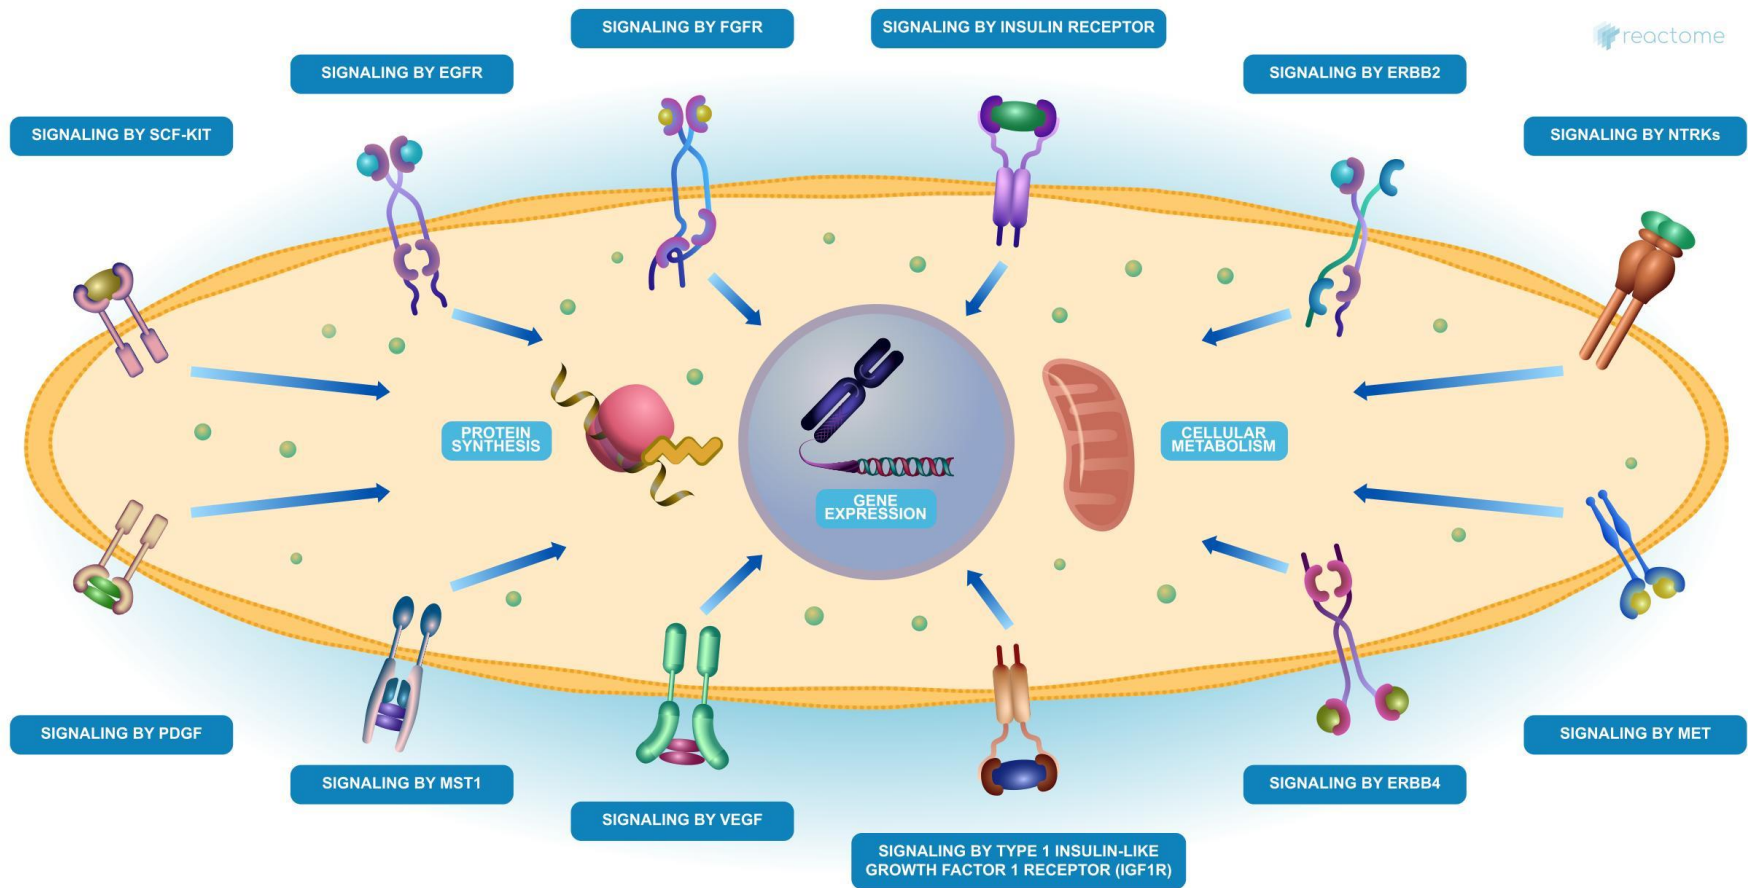 SIGNALING BY FGFR
SIGNALING BY INSULIN RECEPTOR
reactome
SIGNALING BY EGFR
SIGNALING BY ERBB2
SIGNALING BY SCF-KIT
SIGNALING BY NTRKs
PROTEIN
SYNTHESIS
CELLULAR
METABOLISM
GENE
EXPRESSION
SIGNALING BY PDGF
SIGNALING BY MET
SIGNALING BY MST1
SIGNALING BY ERBB4
SIGNALING BY VEGF
SIGNALING BY TYPE 1 INSULIN-LIKE
GROWTH FACTOR 1 RECEPTOR (IGF1R)